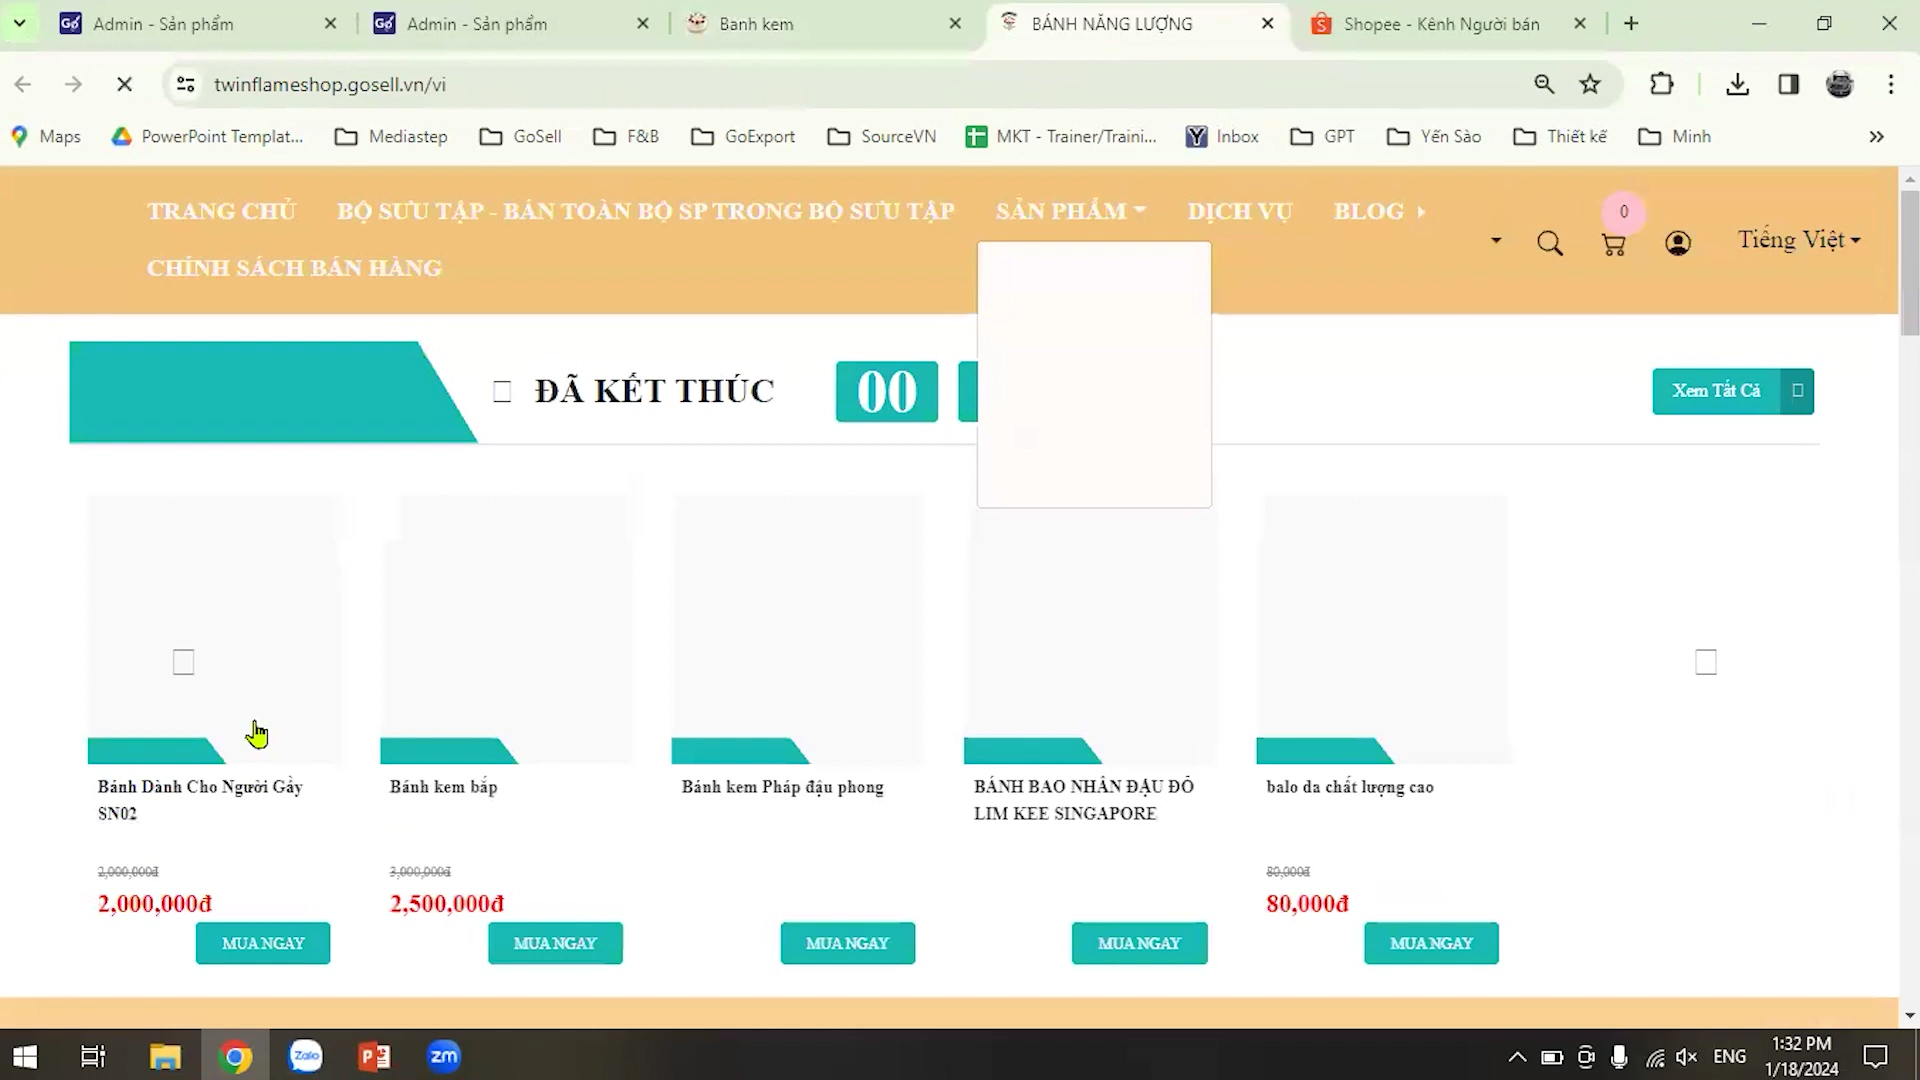 Admin - Sản phẩm
Admin - Sản phẩm
Banh kem
BÁNH NĂNG LƯỢNG
Shopee - Kênh Người bán
twinflameshop.gosell.vn/vi
Maps
PowerPoint Templat...
Mediastep
GoSell
F&B
GoExport
SourceVN
MKT - Trainer/Traini...
Inbox
GPT
Yến Sào
Thiết kế
Minh
TRANG CHỦ
BỘ SƯU TẬP - BÁN TOÀN BỘ SP TRONG BỘ SƯU TẬP
SẢN PHẨM
DỊCH VỤ
BLOG
CHÍNH SÁCH BÁN HÀNG
0
Tiếng Việt
ĐÃ KẾT THÚC
00
Xem Tất Cả
Bánh Dành Cho Người Gầy
SN02
2,000,000đ
2,000,000đ
MUA NGAY
Bánh kem bắp
3,000,000đ
2,500,000đ
MUA NGAY
Bánh kem Pháp đậu phong
MUA NGAY
BÁNH BAO NHÂN ĐẬU ĐỎ
LIM KEE SINGAPORE
MUA NGAY
balo da chất lượng cao
80,000đ
80,000đ
MUA NGAY
Zalo
zm
ENG
1:32 PM
1/18/2024